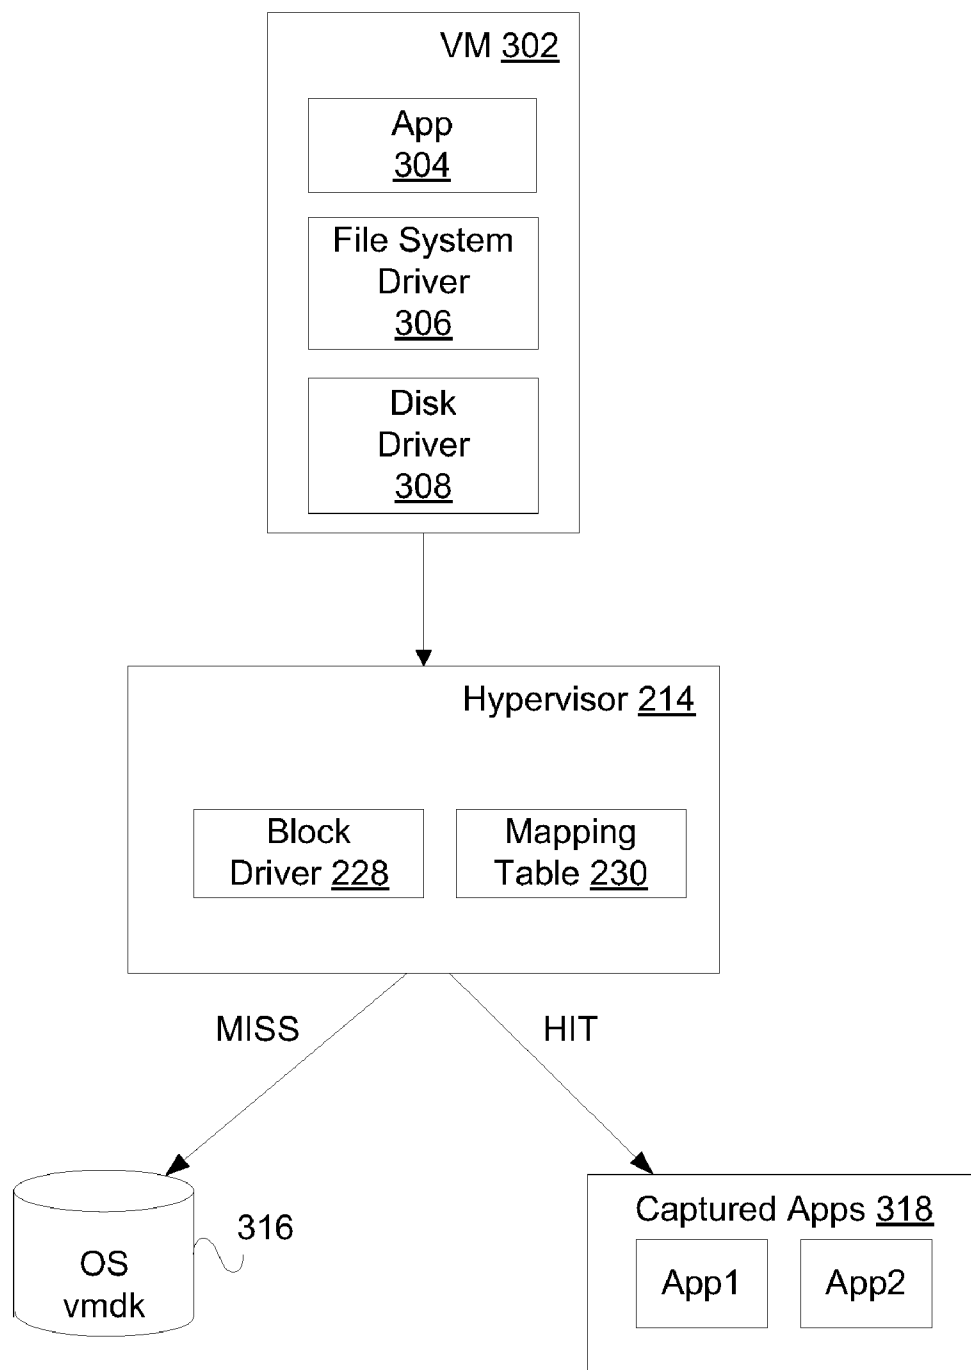 VM 302
App
304
File System
Driver
306
Disk
Driver
308
Hypervisor 214
Block
Driver 228
Mapping
Table 230
MISS
HIT
316
OS
vmdk
Captured Apps 318
App1
App2